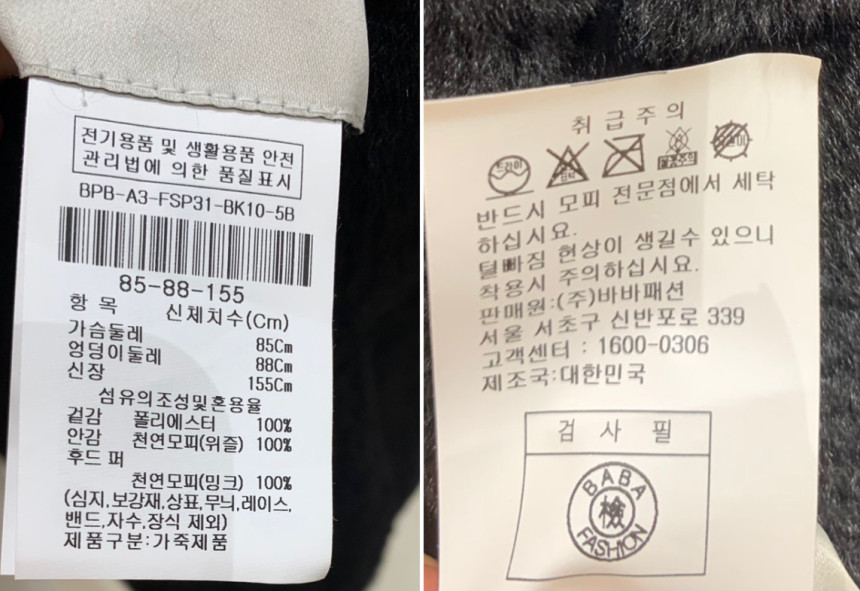 전기용품 및 생활용품 안전
관리법에 의한 품질표시
BPB-A3-FSP31-BK10-5B
85-88-155
항 목 신체치수(Cm)
가슴둘레 85Cm
엉덩이둘레 88Cm
신장 155Cm
섬유의조성및혼용율
겉감 폴리에스터 100%
안감 천연모피(위즐) 100%
후드 퍼
천연모피(밍크) 100%
(심지,보강재,상표,무늬,레이스,
밴드,자수,장식 제외)
제품구분:가죽제품
취급주의
드라이
반드시 모피 전문점에서 세탁
하십시요.
털빠짐 현상이 생길수 있으니
착용시 주의하십시요.
판매원:(주)바바패션
서울 서초구 신반포로 339
고객센터 : 1600-0306
제조국:대한민국
검 사 필
BABA
檢
FASHION